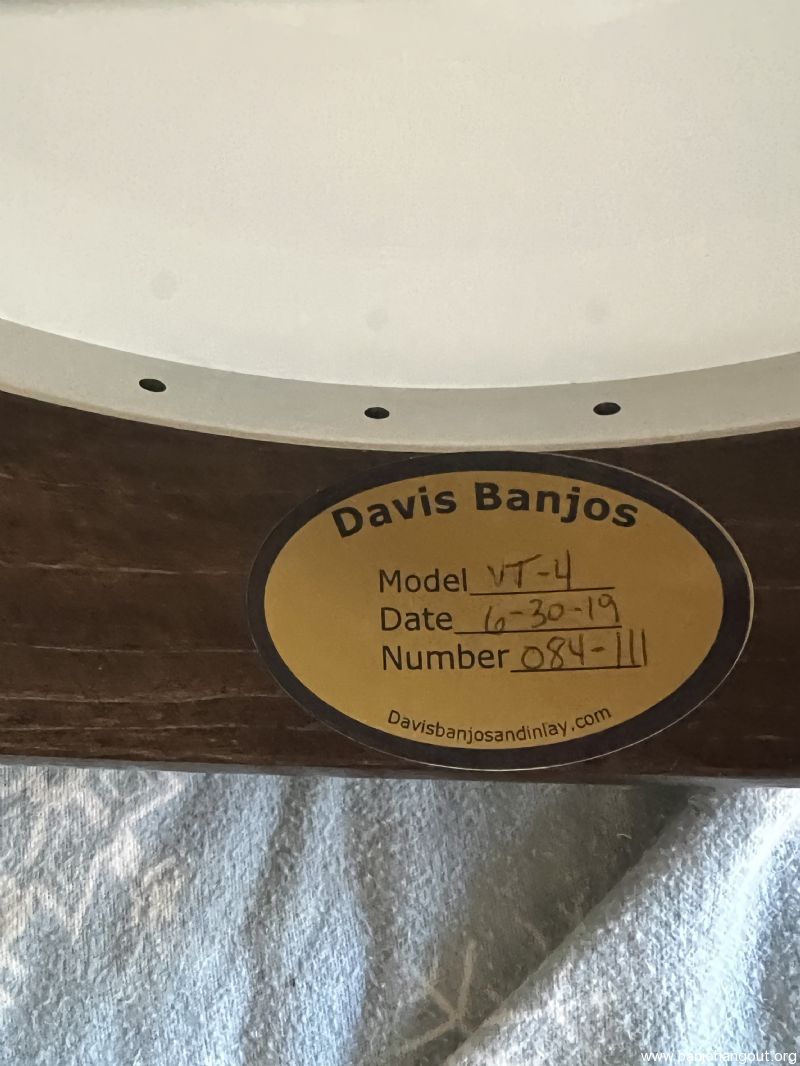 Davis Banjos
Model VT-4
Date 6-30-19
Number 084-111
Davisbanjosandinlay.com
www.banjohangout.org